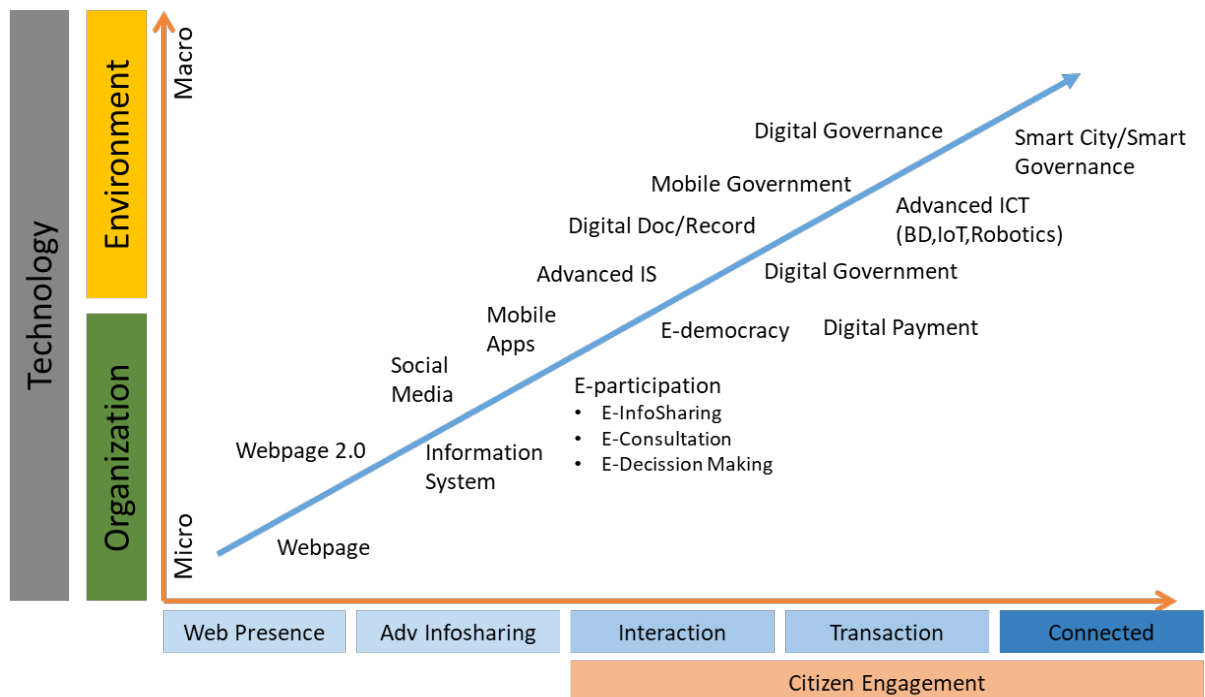 Technology
Environment
Organization
Macro
Micro
Digital Governance
Smart City/Smart
Governance
Mobile Government
Advanced ICT
(BD,IoT,Robotics)
Digital Doc/Record
Advanced IS
Digital Government
Mobile
Apps
E-democracy
Digital Payment
Social
Media
E-participation
• E-InfoSharing
• E-Consultation
• E-Decission Making
Webpage 2.0
Information
System
Webpage
Web Presence
Adv Infosharing
Interaction
Transaction
Connected
Citizen Engagement